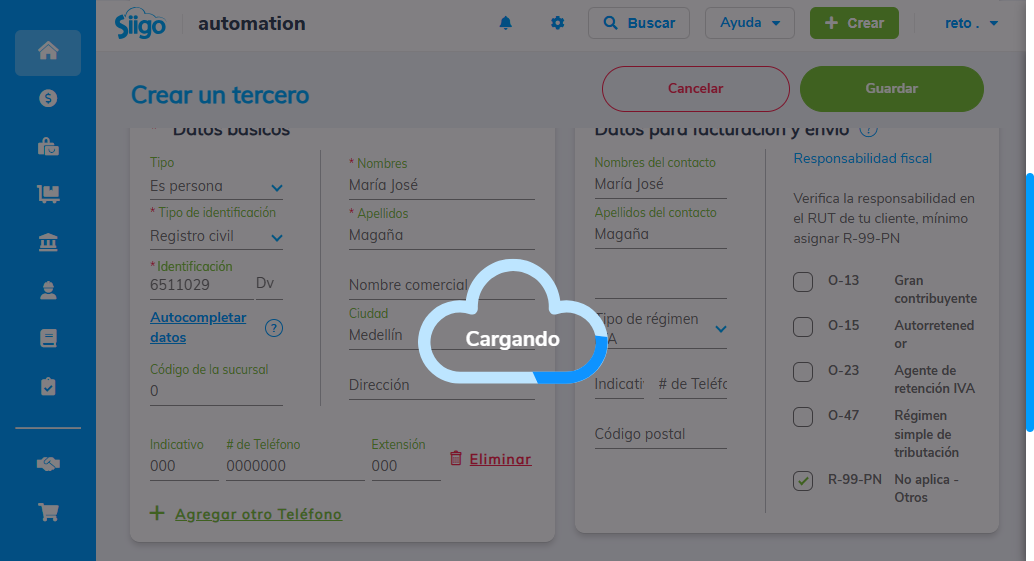 Siigo
automation
Buscar
Ayuda
Crear
reto .
Crear un tercero
Cancelar
Guardar
* Datos básicos
Tipo
Es persona
* Tipo de identificación
Registro civil
*Identificación
6511029
Dv
Autocompletar
datos
?
Código de la sucursal
0
* Nombres
María José
* Apellidos
Magaña
Nombre comercial
Ciudad
Medellín
Dirección
Indicativo
000
# de Teléfono
0000000
Extensión
000
Eliminar
Agregar otro Teléfono
Cargando
Datos para facturación y envío
Nombres del contacto
María José
Apellidos del contacto
Magaña
Tipo de régimen
IVA
Indicati
# de Teléfo
Código postal
Responsabilidad fiscal
Verifica la responsabilidad en
el RUT de tu cliente, mínimo
asignar R-99-PN
O-13 Gran
contribuyente
O-15 Autorretened
or
O-23 Agente de
retención IVA
O-47 Régimen
simple de
tributación
R-99-PN No aplica -
Otros